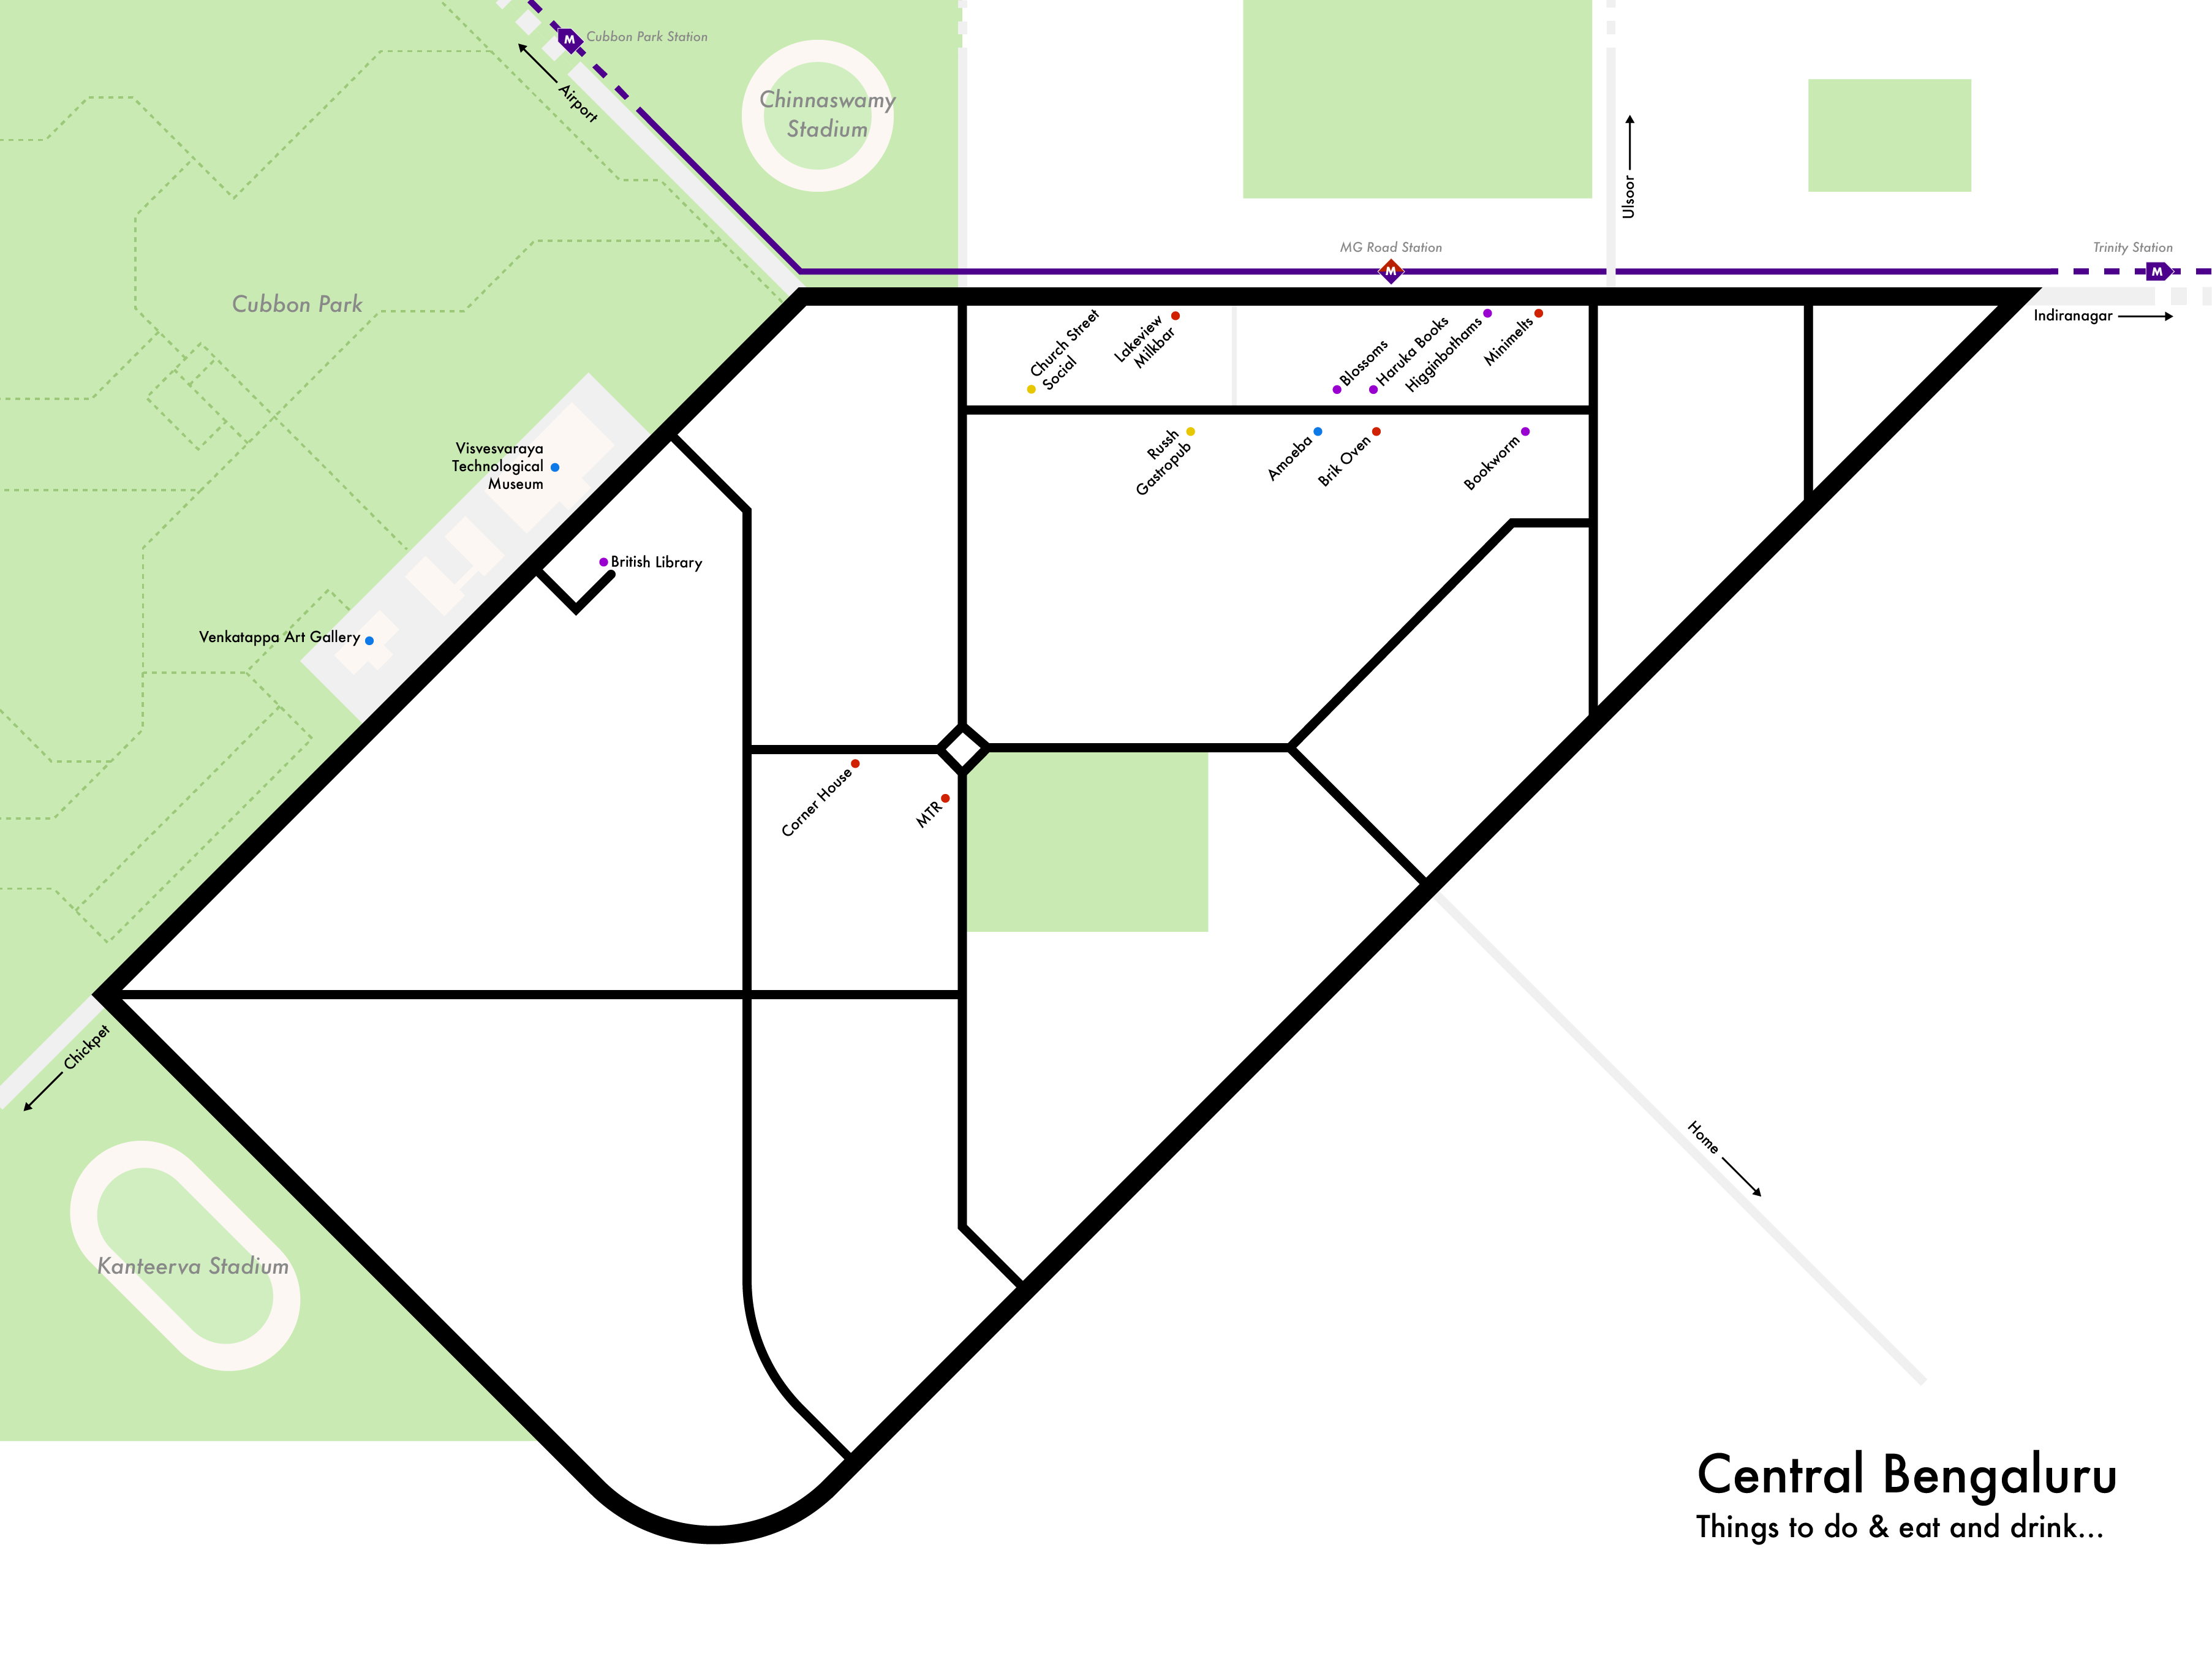 Cubbon Park Station
M
Airport
Chinnaswamy
Stadium
Ulsoor
MG Road Station
M
Trinity Station
M
Indiranagar
Cubbon Park
Church Street
Social
Lakeview
Milkbar
Blossoms
Haruka Books
Higginbothams
Minimelts
Russh
Gastropub
Amoeba
Brik Oven
Bookworm
Visvesvaraya
Technological
Museum
British Library
Venkatappa Art Gallery
Corner House
MTR
Chickpet
Kanteerva Stadium
Home
Central Bengaluru
Things to do & eat and drink...